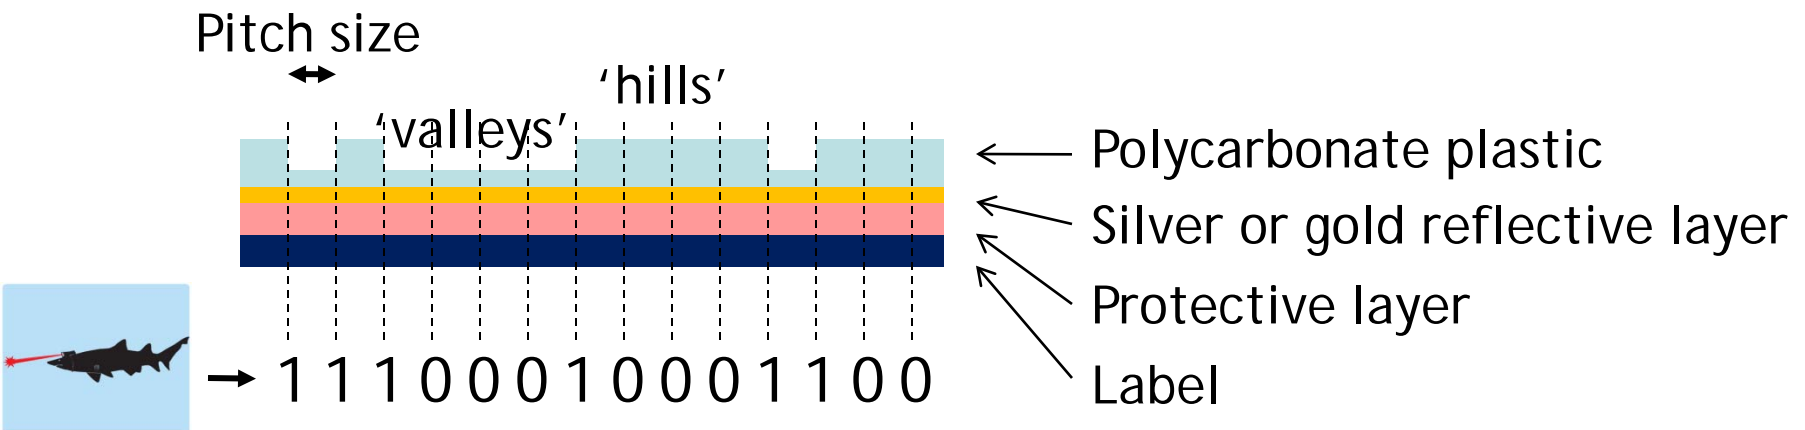 Pitch size
‘hills’
‘valleys’
Polycarbonate plastic
Silver or gold reflective layer
Protective layer
Label
1 1 1 0 0 0 1 0 0 0 1 1 0 0